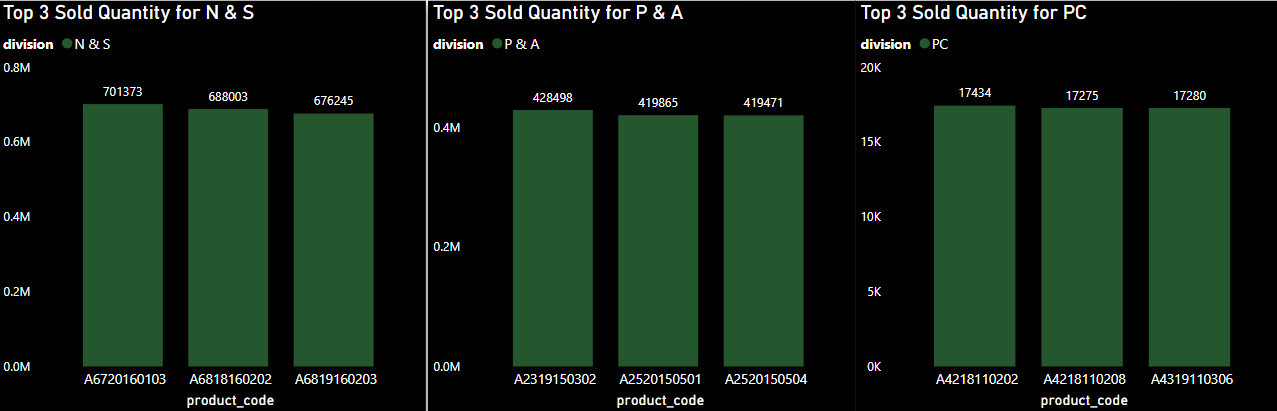 Top 3 Sold Quantity for N & S
division N & S
0.8M
0.6M
0.4M
0.2M
0.0M
701373
688003
676245
A6720160103 A6818160202 A6819160203
product_code
Top 3 Sold Quantity for P & A
division P & A
0.4M
0.2M
0.0M
428498
419865
419471
A2319150302 A2520150501 A2520150504
product_code
Top 3 Sold Quantity for PC
division PC
20K
15K
10K
5K
0K
17434
17275
17280
A4218110202 A4218110208 A4319110306
product_code